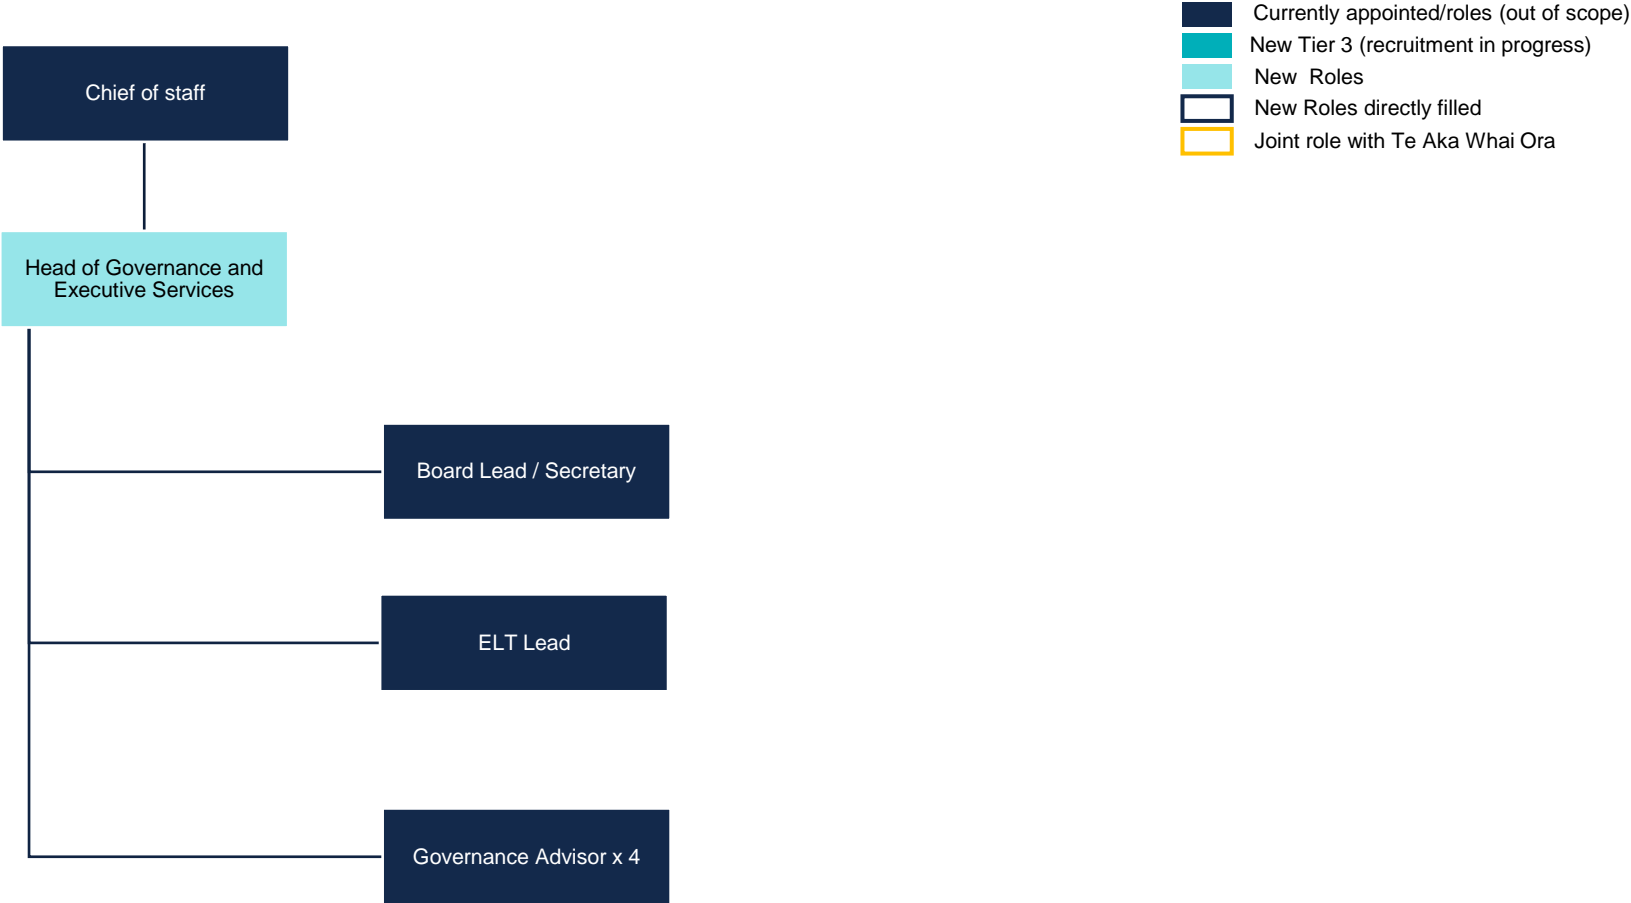 Currently appointed/roles (out of scope)
New Tier 3 (recruitment in progress)
New Roles
New Roles directly filled
Joint role with Te Aka Whai Ora
Chief of staff
Head of Governance and
Executive Services
Board Lead / Secretary
ELT Lead
Governance Advisor x 4